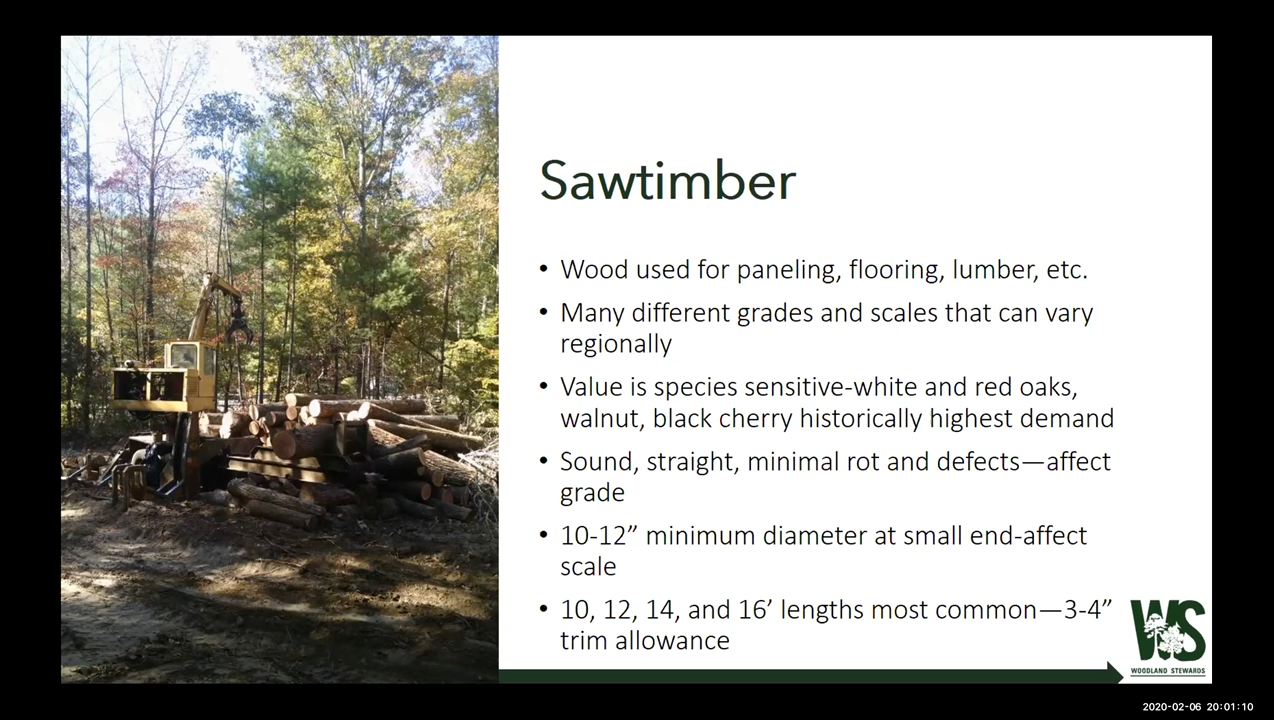 Sawtimber
• Wood used for paneling, flooring, lumber, etc.
• Many different grades and scales that can vary
regionally
• Value is species sensitive-white and red oaks,
walnut, black cherry historically highest demand
• Sound, straight, minimal rot and defects—affect
grade
• 10-12” minimum diameter at small end-affect
scale
• 10, 12, 14, and 16’ lengths most common—3-4”
trim allowance
WS
WOODLAND STEWARDS
2020-02-06 20:01:10